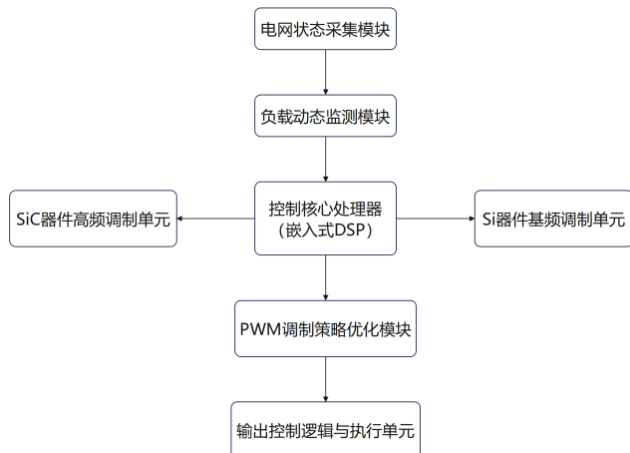 电网状态采集模块
负载动态监测模块
SiC器件高频调制单元
控制核心处理器
（嵌入式DSP）
Si器件基频调制单元
PWM调制策略优化模块
输出控制逻辑与执行单元